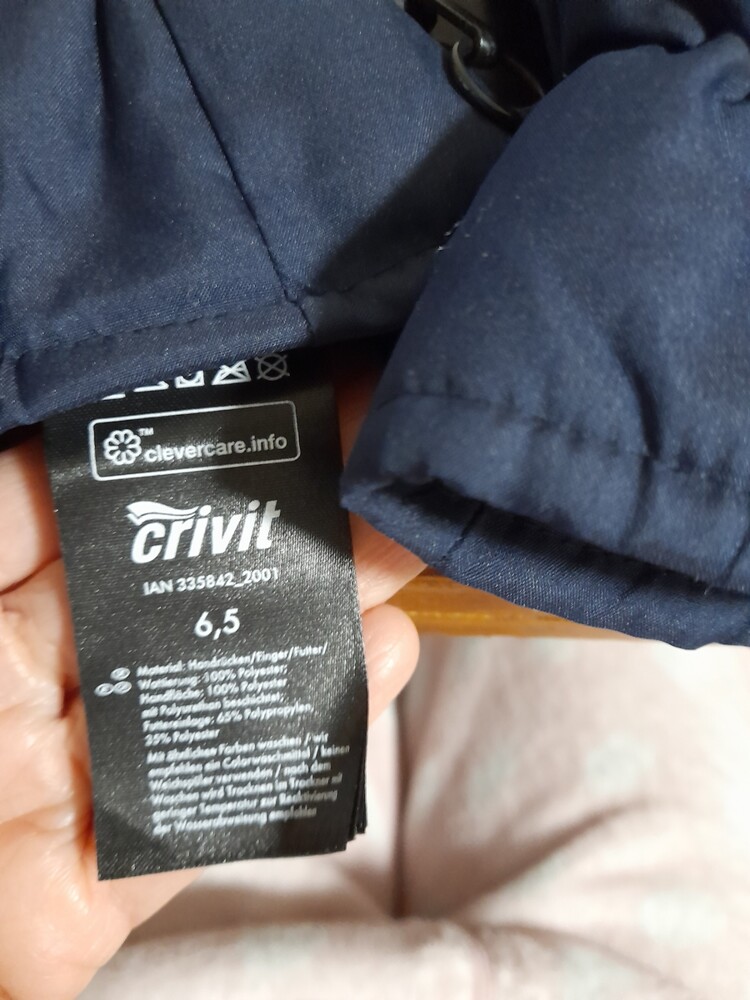 ™
clevercare.info
crivit
IAN 335842_2001
6,5
Material: Handrücken/Finger/Futter/
Wattierung: 100% Polyester;
Handfläche: 100% Polyester
mit Polyurethan beschichtet;
Futtereinlage: 65% Polypropylen,
35% Polyester
Mit ähnlichen Farben waschen / wir
empfehlen ein Colorwaschmittel / keinen
Weichspüler verwenden / nach dem
Waschen wird Trocknen im Trockner mit
geringer Temperatur zur Reaktivierung
der Wasserabweisung empfohlen